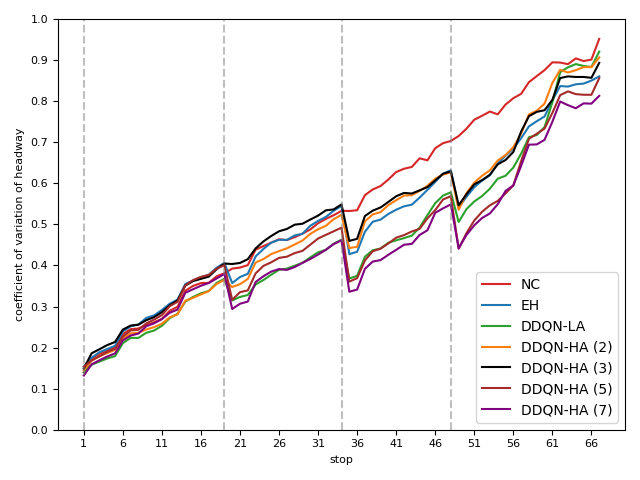 coefficient of variation of headway
1.0
0.9
0.8
0.7
0.6
0.5
0.4
0.3
0.2
0.1
0.0
NC
EH
DDQN-LA
DDQN-HA (2)
DDQN-HA (3)
DDQN-HA (5)
DDQN-HA (7)
1 6 11 16 21 26 31 36 41 46 51 56 61 66
stop